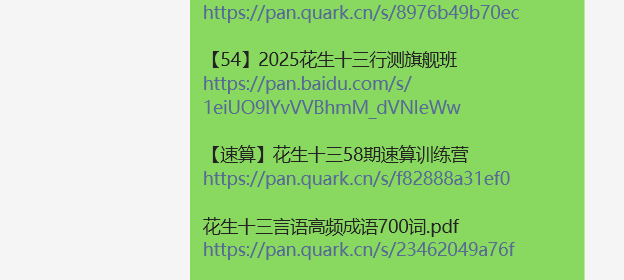 https://pan.quark.cn/s/8976b49b70ec
【54】2025花生十三行测旗舰班
https://pan.baidu.com/s/
1eiUO9lYvVVBhmM_dVNIeWw
【速算】花生十三58期速算训练营
https://pan.quark.cn/s/f82888a31ef0
花生十三言语高频成语700词.pdf
https://pan.quark.cn/s/23462049a76f